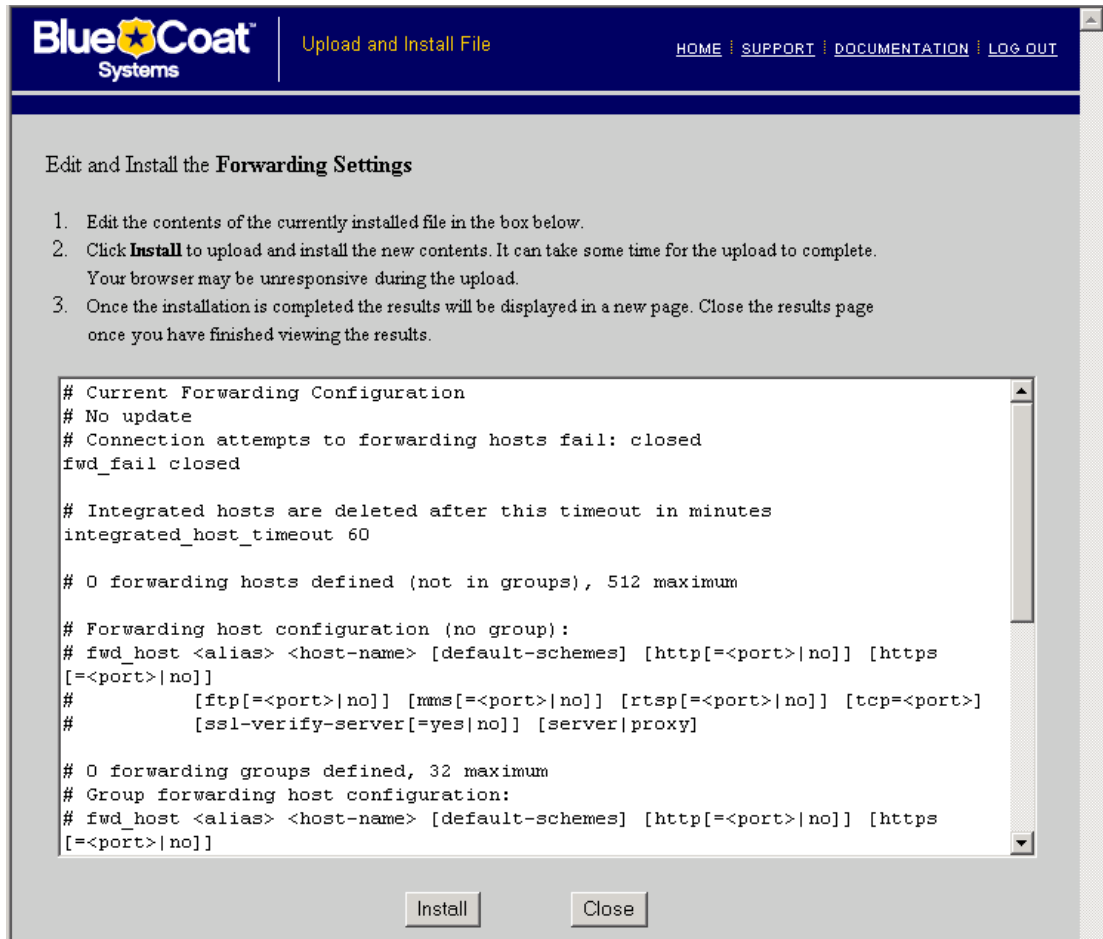 Blue Coat™
Systems
Upload and Install File
HOME SUPPORT DOCUMENTATION LOG OUT
Edit and Install the Forwarding Settings
1. Edit the contents of the currently installed file in the box below.
2. Click Install to upload and install the new contents. It can take some time for the upload to complete.
Your browser may be unresponsive during the upload.
3. Once the installation is completed the results will be displayed in a new page. Close the results page
once you have finished viewing the results.
# Current Forwarding Configuration
# No update
# Connection attempts to forwarding hosts fail: closed
fwd_fail closed
# Integrated hosts are deleted after this timeout in minutes
integrated_host_timeout 60
# 0 forwarding hosts defined (not in groups), 512 maximum
# Forwarding host configuration (no group):
# fwd_host <alias> <host-name> [default-schemes] [http[=<port>|no]] [https
[=<port>|no]]
# [ftp[=<port>|no]] [mms[=<port>|no]] [rtsp[=<port>|no]] [tcp=<port>]
# [ssl-verify-server[=yes|no]] [server|proxy]
# 0 forwarding groups defined, 32 maximum
# Group forwarding host configuration:
# fwd_host <alias> <host-name> [default-schemes] [http[=<port>|no]] [https
[=<port>|no]]
Install Close